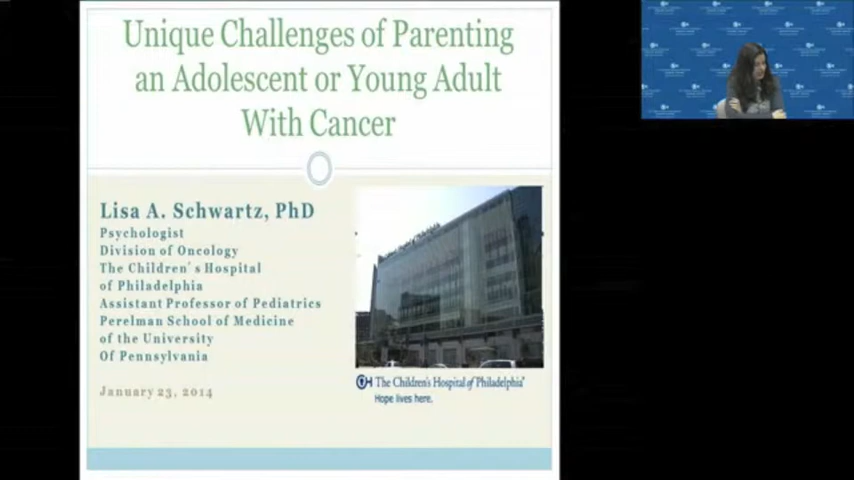 Unique Challenges of Parenting
an Adolescent or Young Adult
With Cancer
Lisa A. Schwartz, PhD
Psychologist
Division of Oncology
The Children's Hospital
of Philadelphia
Assistant Professor of Pediatrics
Perelman School of Medicine
of the University
Of Pennsylvania
January 23, 2014
The Children's Hospital of Philadelphia
Hope lives here.